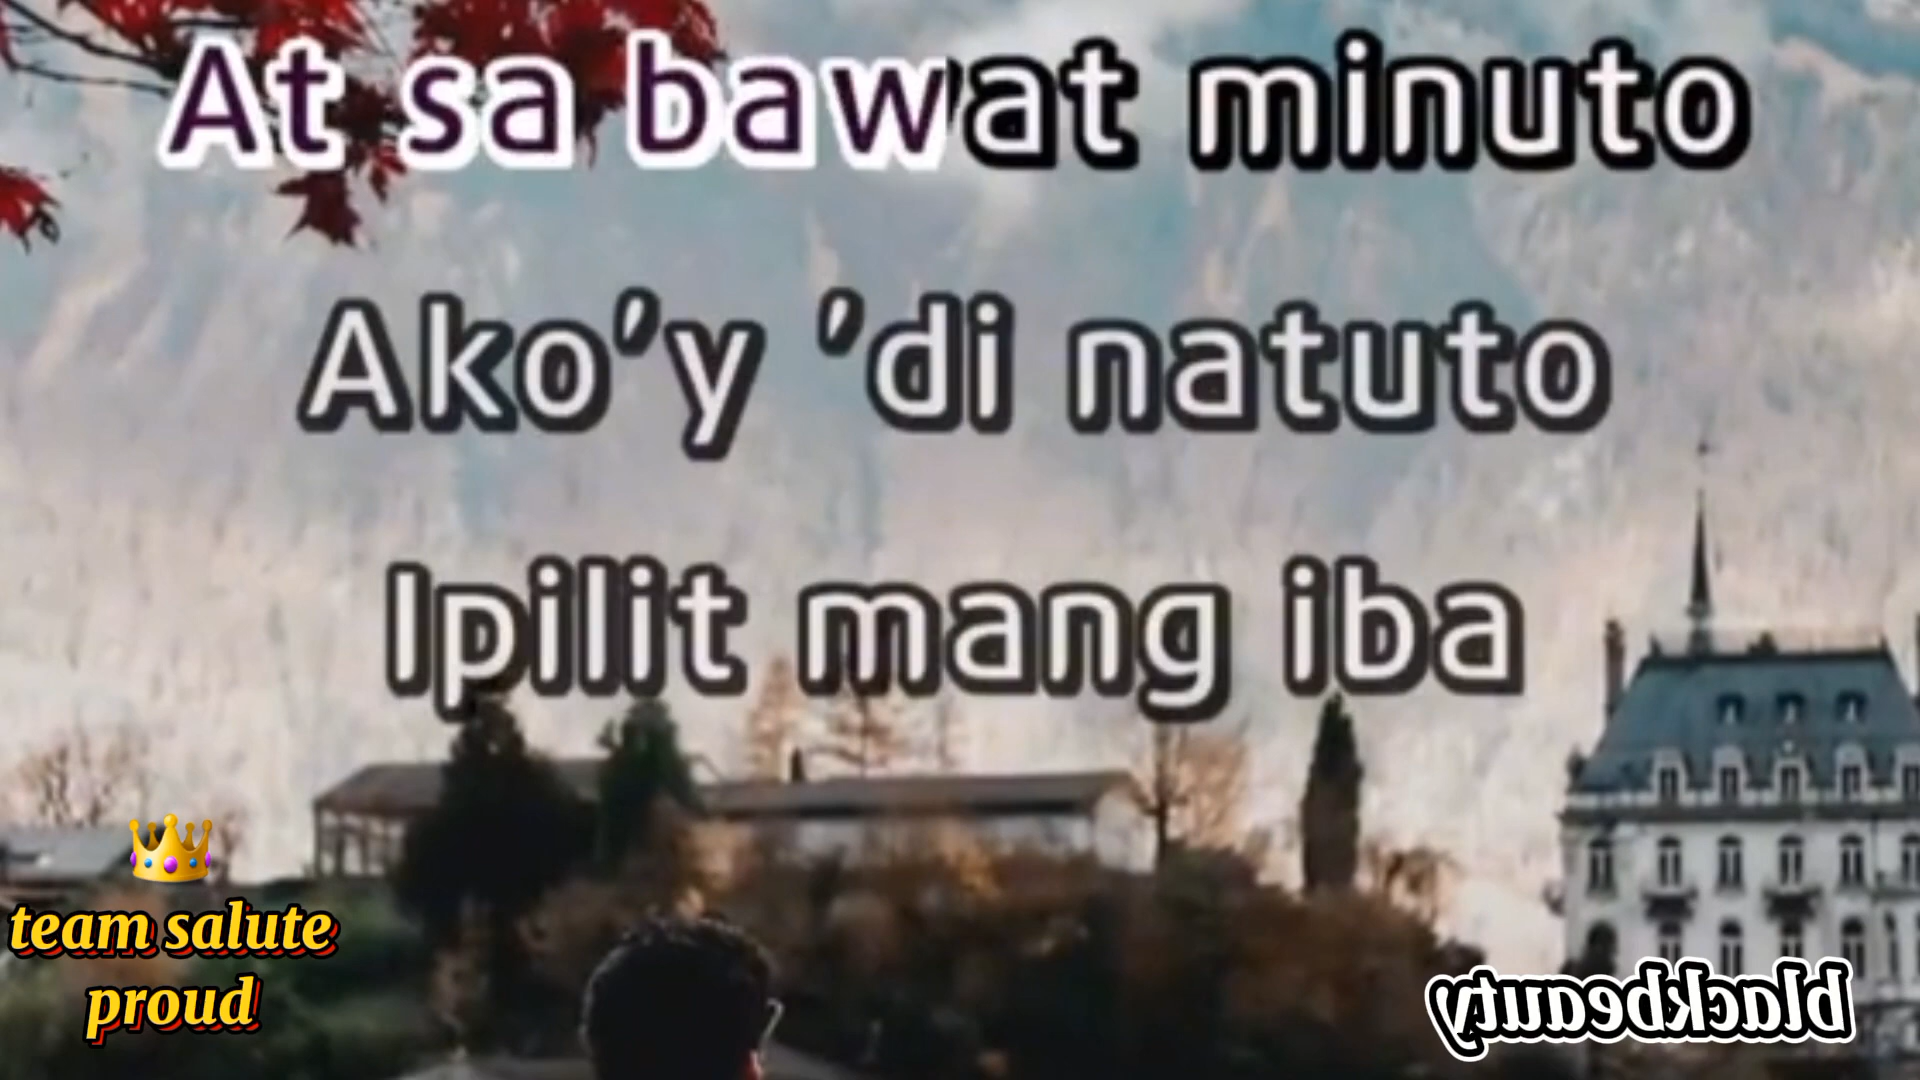 At sa bawat minuto
Ako'y 'di natuto
Ipilit mang iba
team salute
proud
blackbeauty